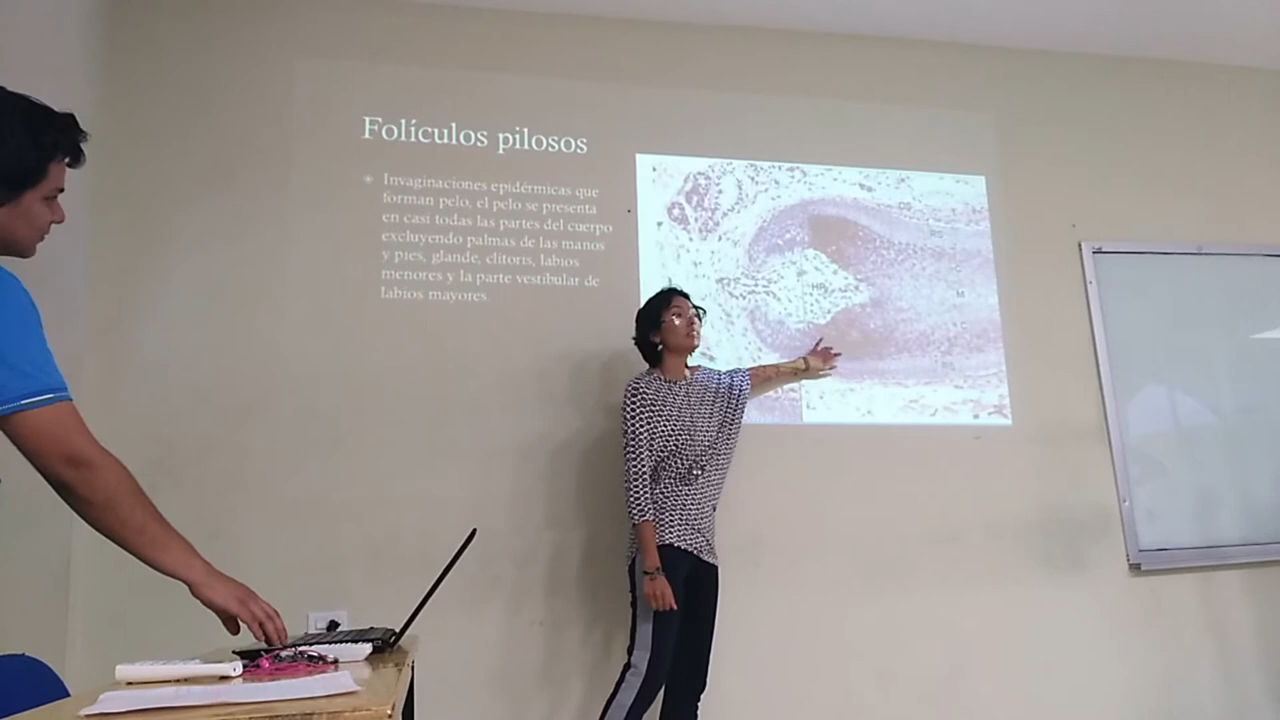 Folículos pilosos
Invaginaciones epidérmicas que
forman pelo, el pelo se presenta
en casi todas las partes del cuerpo
excluyendo palmas de las manos
y pies, glande, clítoris, labios
menores y la parte vestibular de
labios mayores.
HP
M